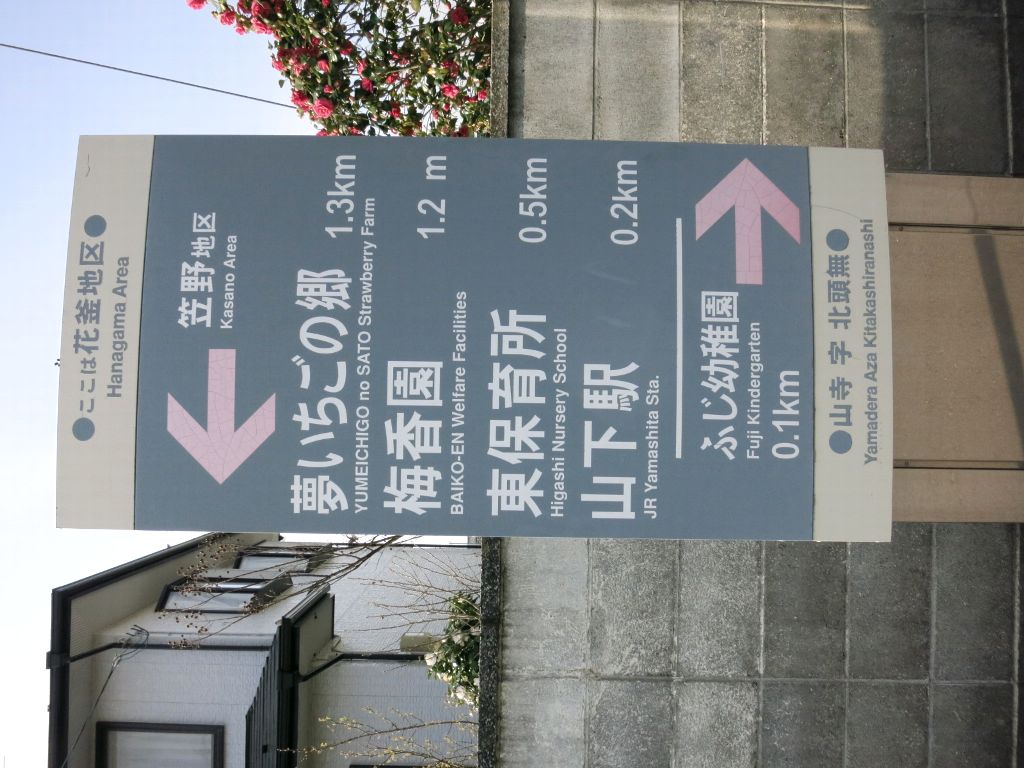 ●ここは花釜地区●
Hanagama Area
笠野地区
Kasano Area
夢いちごの郷 1.3km
YUMEICHIGO no SATO Strawberry Farm
梅香園 1.2 m
BAIKO-EN Welfare Facilities
東保育所 0.5km
Higashi Nursery School
山下駅 0.2km
JR Yamashita Sta.
ふじ幼稚園
Fuji Kindergarten
0.1km
●山寺 字 北頭無●
Yamadera Aza Kitakashiranashi